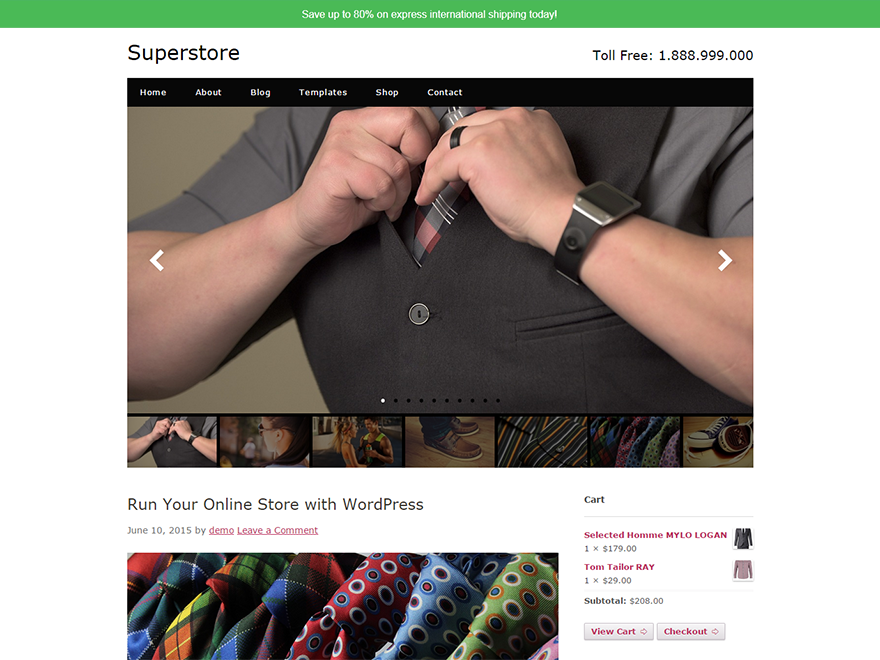 Save up to 80% on express international shipping today!
Superstore
Toll Free: 1.888.999.000
Home About Blog Templates Shop Contact
Run Your Online Store with WordPress
June 10, 2015 by demo Leave a Comment
Cart
Selected Homme MYLO LOGAN
1 × $179.00
Tom Tailor RAY
1 × $29.00
Subtotal: $208.00
View Cart ⇨ Checkout ⇨